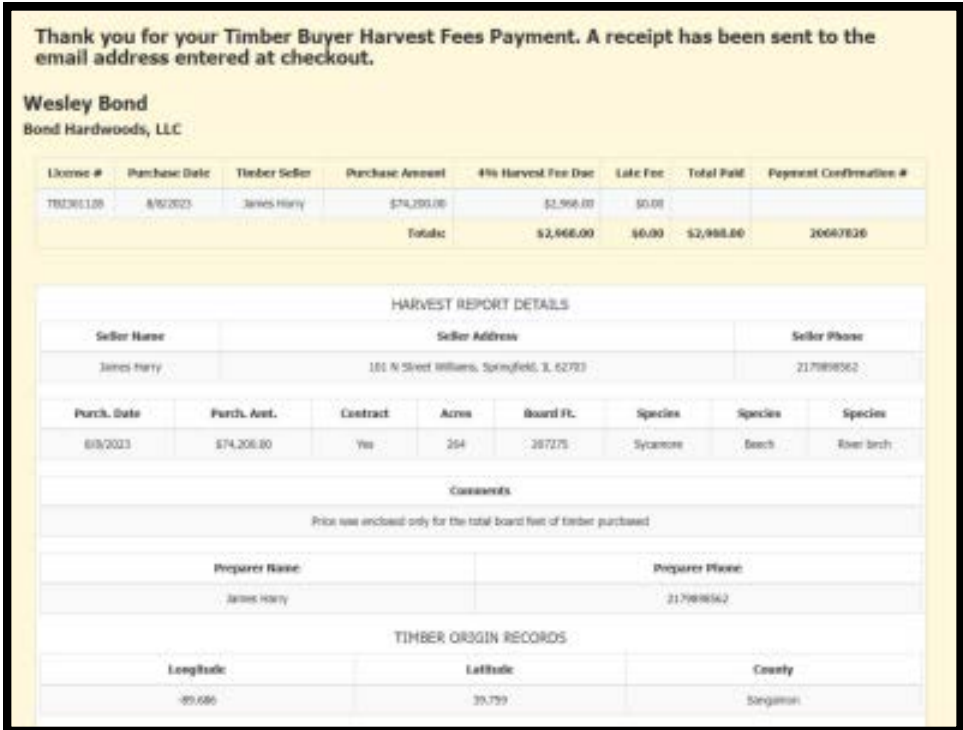 Thank you for your Timber Buyer Harvest Fees Payment. A receipt has been sent to the
email address entered at checkout.
Wesley Bond
Bond Hardwoods, LLC
License # Purchase Date Timber Seller Purchase Amount 4% Harvest Fee Due Late Fee Total Paid Payment Confirmation #
8/8/2023 James Harry $74,200.00 $2,968.00 $0.00
Totals: $2,968.00 $0.00 $2,968.00
HARVEST REPORT DETAILS
Seller Name Seller Address Seller Phone
James Harry 101 N Street Williams, Springfield, IL 62703
Purch. Date Purch. Amt. Contract Acres Board Ft. Species Species Species
8/8/2023 $74,200.00 Yes 264 Sycamore Beech River birch
Comments
Price was enclosed only for the total board feet of timber purchased
Preparer Name Preparer Phone
James Harry
TIMBER ORIGIN RECORDS
Longitude Latitude County
-89.686 39.759 Sangamon